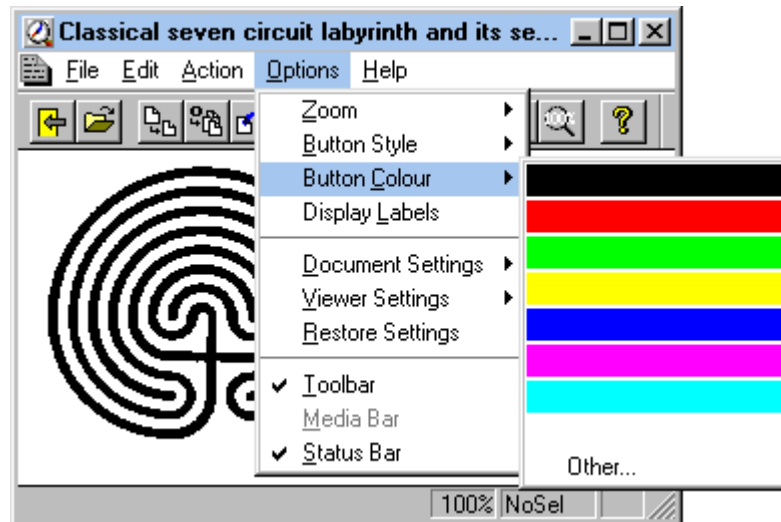 Classical seven circuit labyrinth and its se...
File Edit Action Options Help
Zoom
Button Style
Button Colour
Display Labels
Document Settings
Viewer Settings
Restore Settings
Toolbar
Media Bar
Status Bar
Other...
100% NoSel